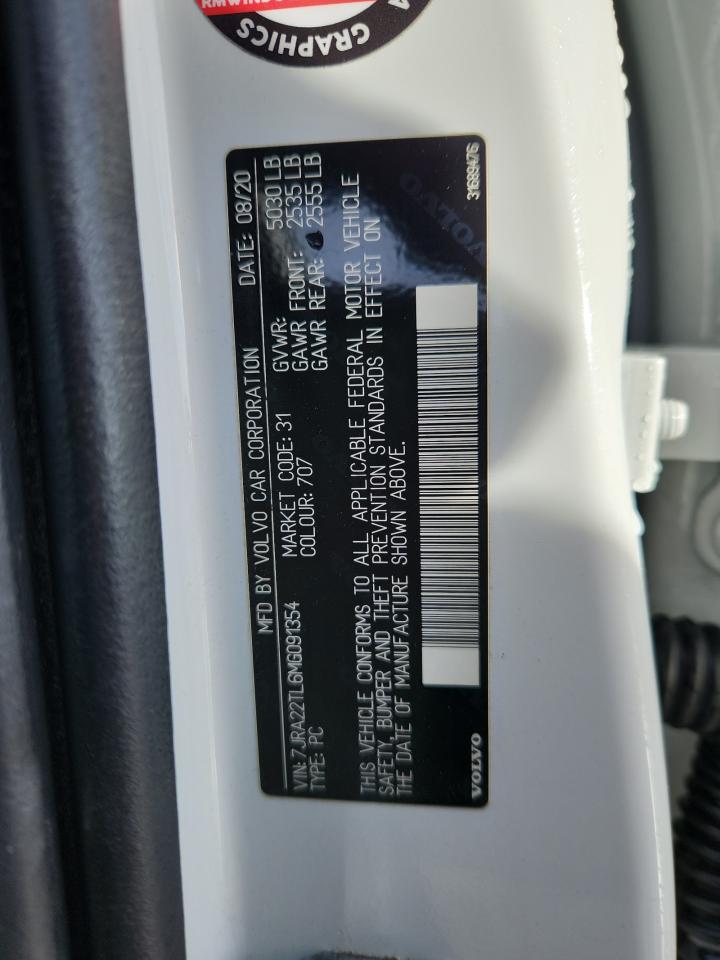 RMWINDO
GRAPHICS
MFD BY VOLVO CAR CORPORATION DATE: 08/20
VIN: 7JRA22TL6MG091354 MARKET CODE: 31 GVWR: 5030 LB
TYPE: PC COLOUR: 707 GAWR FRONT: 2535 LB
GAWR REAR: 2555 LB
THIS VEHICLE CONFORMS TO ALL APPLICABLE FEDERAL MOTOR VEHICLE
SAFETY, BUMPER AND THEFT PREVENTION STANDARDS IN EFFECT ON
THE DATE OF MANUFACTURE SHOWN ABOVE.
VOLVO 31689476